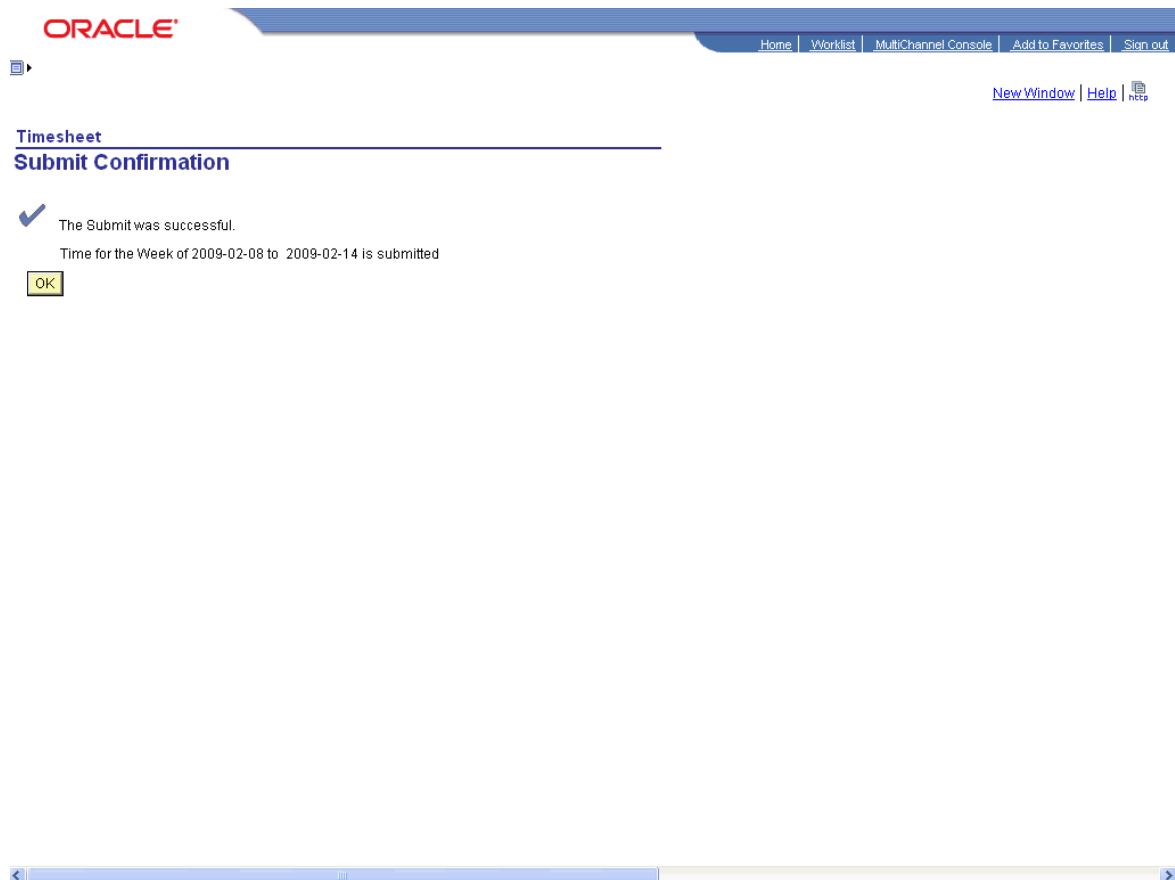 ORACLE
Home | Worklist | MultiChannel Console | Add to Favorites | Sign out
New Window | Help | http
Timesheet
Submit Confirmation
The Submit was successful.
Time for the Week of 2009-02-08 to 2009-02-14 is submitted
OK